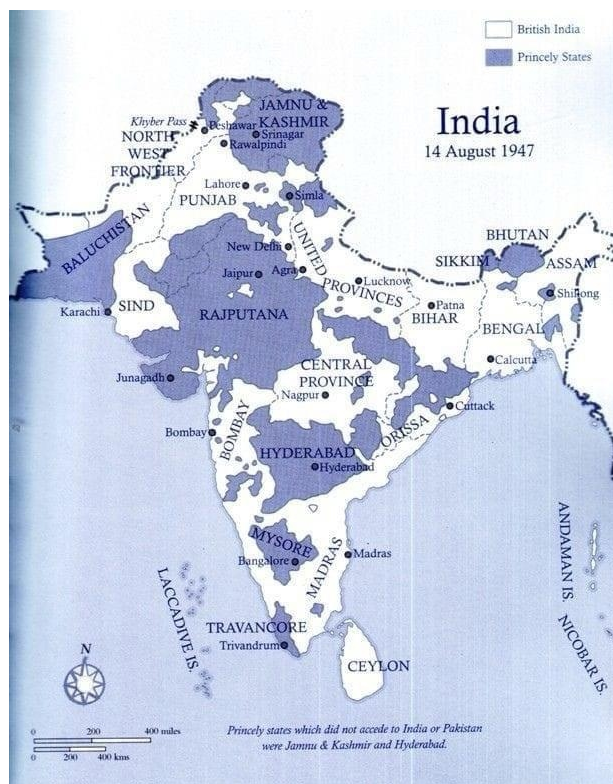 British India
Princely States
India
14 August 1947
JAMNU &
KASHMIR
Khyber Pass
Peshawar
Srinagar
NORTH
WEST
FRONTIER
Rawalpindi
Lahore
PUNJAB
Simla
BALUCHISTAN
New Delhi
UNITED
PROVINCES
BHUTAN
SIKKIM
ASSAM
Jaipur
Agra
Lucknow
Shillong
Patna
Karachi
SIND
RAJPUTANA
BIHAR
BENGAL
Calcutta
CENTRAL
PROVINCE
Junagadh
Nagpur
Cuttack
ORISSA
Bombay
BOMBAY
HYDERABAD
Hyderabad
MYSORE
Bangalore
MADRAS
Madras
ANDAMAN IS.
NICOBAR IS.
LACCADIVE IS.
TRAVANCORE
Trivandrum
CEYLON
N
0 200 400 miles
0 200 400 kms
Princely states which did not accede to India or Pakistan
were Jamnu & Kashmir and Hyderabad.